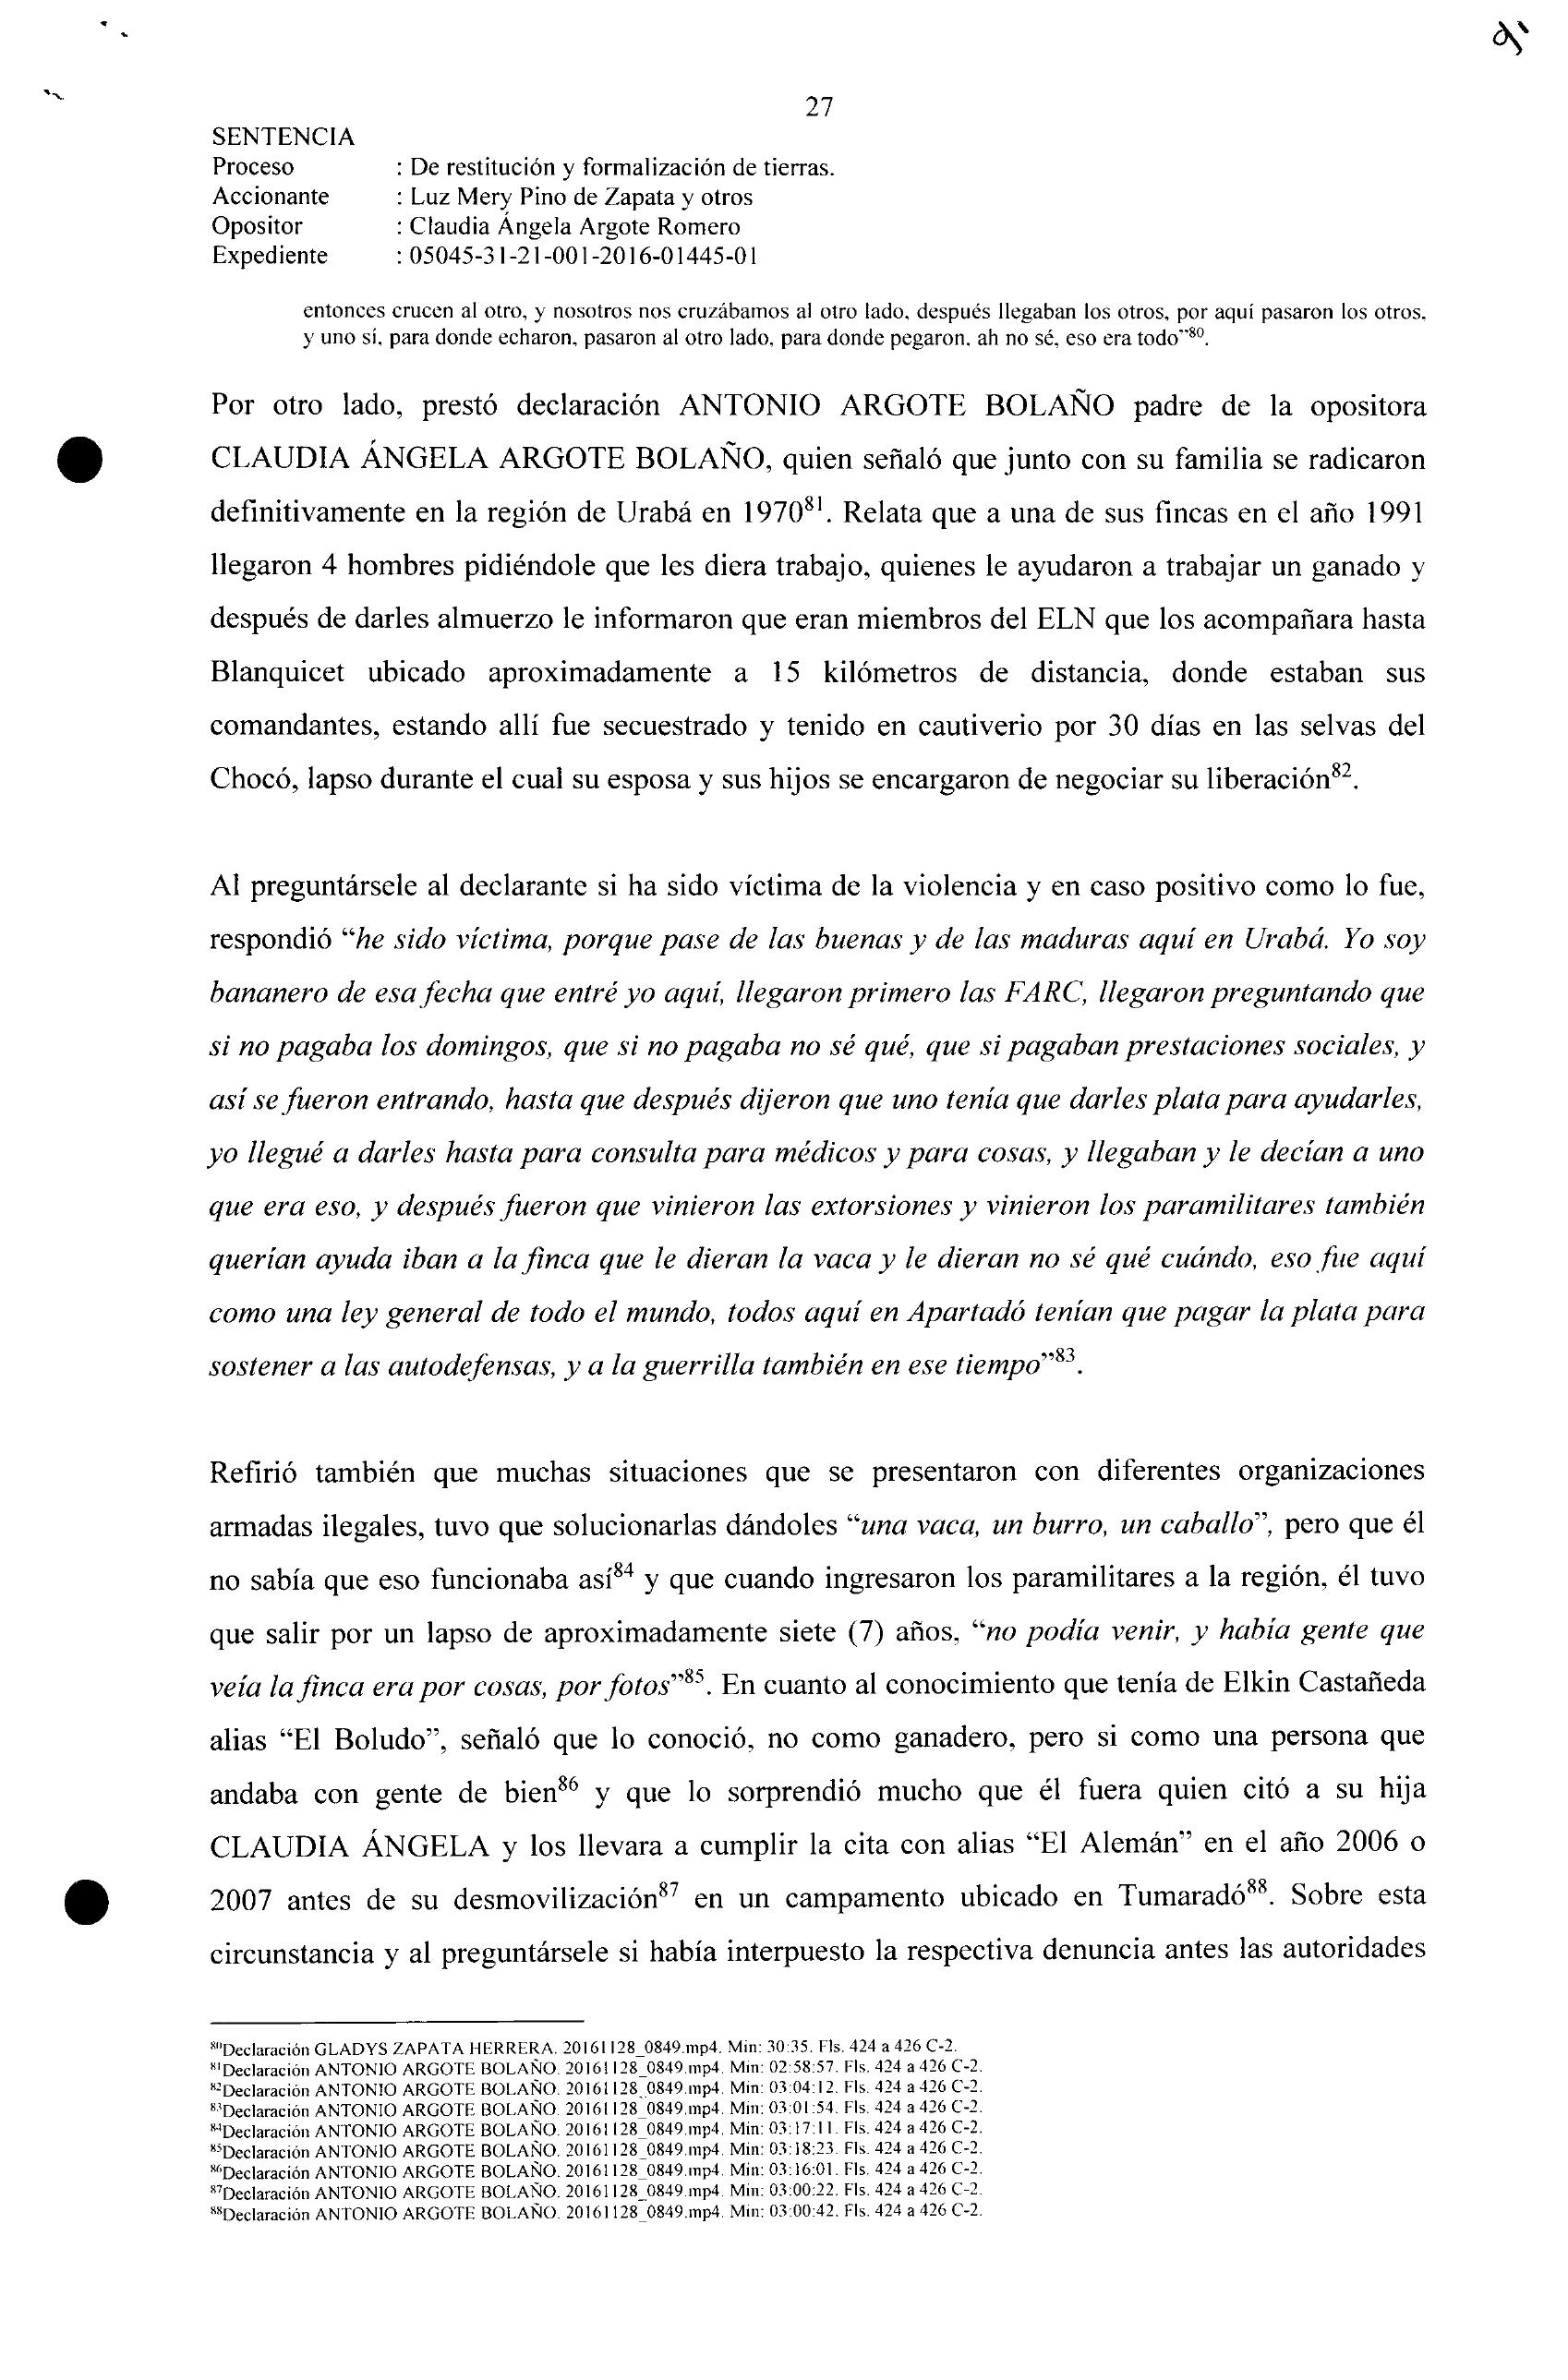 27
SENTENCIA
Proceso : De restitución y formalización de tierras.
Accionante : Luz Mery Pino de Zapata y otros
Opositor : Claudia Ángela Argote Romero
Expediente : 05045-31-21-001-2016-01445-01
entonces crucen al otro, y nosotros nos cruzábamos al otro lado, después llegaban los otros, por aquí pasaron los otros,
y uno sí, para donde echaron, pasaron al otro lado, para donde pegaron, ah no sé, eso era todo"80.
Por otro lado, prestó declaración ANTONIO ARGOTE BOLAÑO padre de la opositora
CLAUDIA ÁNGELA ARGOTE BOLAÑO, quien señaló que junto con su familia se radicaron
definitivamente en la región de Urabá en 197081. Relata que a una de sus fincas en el año 1991
llegaron 4 hombres pidiéndole que les diera trabajo, quienes le ayudaron a trabajar un ganado y
después de darles almuerzo le informaron que eran miembros del ELN que los acompañara hasta
Blanquicet ubicado aproximadamente a 15 kilómetros de distancia, donde estaban sus
comandantes, estando allí fue secuestrado y tenido en cautiverio por 30 días en las selvas del
Chocó, lapso durante el cual su esposa y sus hijos se encargaron de negociar su liberación82.
Al preguntársele al declarante si ha sido víctima de la violencia y en caso positivo como lo fue,
respondió “he sido víctima, porque pase de las buenas y de las maduras aquí en Urabá. Yo soy
bananero de esa fecha que entré yo aquí, llegaron primero las FARC, llegaron preguntando que
si no pagaba los domingos, que si no pagaba no sé qué, que si pagaban prestaciones sociales, y
así se fueron entrando, hasta que después dijeron que uno tenía que darles plata para ayudarles,
yo llegué a darles hasta para consulta para médicos y para cosas, y llegaban y le decían a uno
que era eso, y después fueron que vinieron las extorsiones y vinieron los paramilitares también
querían ayuda iban a la finca que le dieran la vaca y le dieran no sé qué cuándo, eso fue aquí
como una ley general de todo el mundo, todos aquí en Apartadó tenían que pagar la plata para
sostener a las autodefensas, y a la guerrilla también en ese tiempo”83.
Refirió también que muchas situaciones que se presentaron con diferentes organizaciones
armadas ilegales, tuvo que solucionarlas dándoles “una vaca, un burro, un caballo”, pero que él
no sabía que eso funcionaba así84 y que cuando ingresaron los paramilitares a la región, él tuvo
que salir por un lapso de aproximadamente siete (7) años, “no podía venir, y había gente que
veía la finca era por cosas, por fotos”85. En cuanto al conocimiento que tenía de Elkin Castañeda
alias “El Boludo”, señaló que lo conoció, no como ganadero, pero si como una persona que
andaba con gente de bien86 y que lo sorprendió mucho que él fuera quien citó a su hija
CLAUDIA ÁNGELA y los llevara a cumplir la cita con alias “El Alemán” en el año 2006 o
2007 antes de su desmovilización87 en un campamento ubicado en Tumaradó88. Sobre esta
circunstancia y al preguntársele si había interpuesto la respectiva denuncia antes las autoridades
80Declaración GLADYS ZAPATA HERRERA. 20161128_0849.mp4. Min: 30:35. Fls. 424 a 426 C-2.
81Declaración ANTONIO ARGOTE BOLAÑO. 20161128_0849.mp4. Min: 02:58:57. Fls. 424 a 426 C-2.
82Declaración ANTONIO ARGOTE BOLAÑO. 20161128_0849.mp4. Min: 03:04:12. Fls. 424 a 426 C-2.
83Declaración ANTONIO ARGOTE BOLAÑO. 20161128_0849.mp4. Min: 03:01:54. Fls. 424 a 426 C-2.
84Declaración ANTONIO ARGOTE BOLAÑO. 20161128_0849.mp4. Min: 03:17:11. Fls. 424 a 426 C-2.
85Declaración ANTONIO ARGOTE BOLAÑO. 20161128_0849.mp4. Min: 03:18:23. Fls. 424 a 426 C-2.
86Declaración ANTONIO ARGOTE BOLAÑO. 20161128_0849.mp4. Min: 03:16:01. Fls. 424 a 426 C-2.
87Declaración ANTONIO ARGOTE BOLAÑO. 20161128_0849.mp4. Min: 03:00:22. Fls. 424 a 426 C-2.
88Declaración ANTONIO ARGOTE BOLAÑO. 20161128_0849.mp4. Min: 03:00:42. Fls. 424 a 426 C-2.